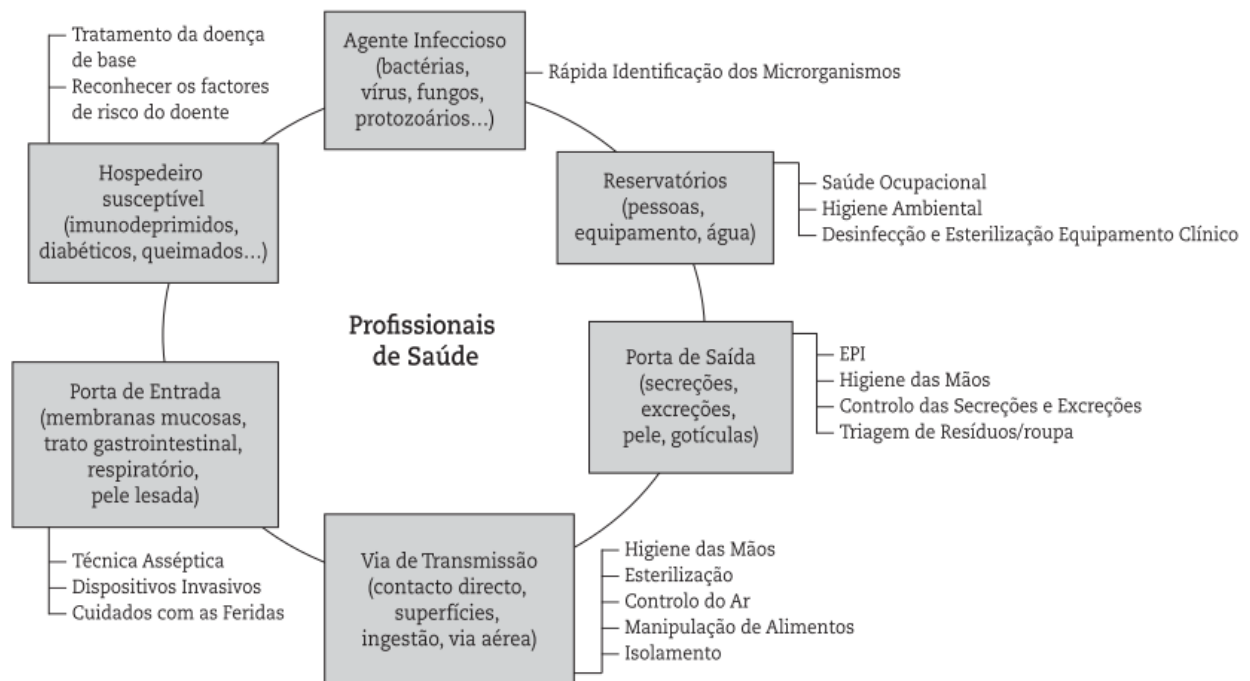 Tratamento da doença
de base
Reconhecer os factores
de risco do doente
Agente Infeccioso
(bactérias,
vírus, fungos,
protozoários...)
Rápida Identificação dos Microrganismos
Hospedeiro
susceptível
(imunodeprimidos,
diabéticos, queimados...)
Reservatórios
(pessoas,
equipamento, água)
Saúde Ocupacional
Higiene Ambiental
Desinfecção e Esterilização Equipamento Clínico
Profissionais
de Saúde
Porta de Saída
(secreções,
excreções,
pele, gotículas)
EPI
Higiene das Mãos
Controlo das Secreções e Excreções
Triagem de Resíduos/roupa
Porta de Entrada
(membranas mucosas,
trato gastrointestinal,
respiratório,
pele lesada)
Técnica Asséptica
Dispositivos Invasivos
Cuidados com as Feridas
Via de Transmissão
(contacto directo,
superfícies,
ingestão, via aérea)
Higiene das Mãos
Esterilização
Controlo do Ar
Manipulação de Alimentos
Isolamento